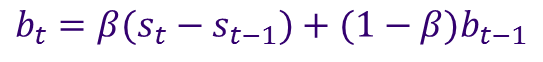 b_t = β(s_t − s_{t−1}) + (1 − β)b_{t−1}